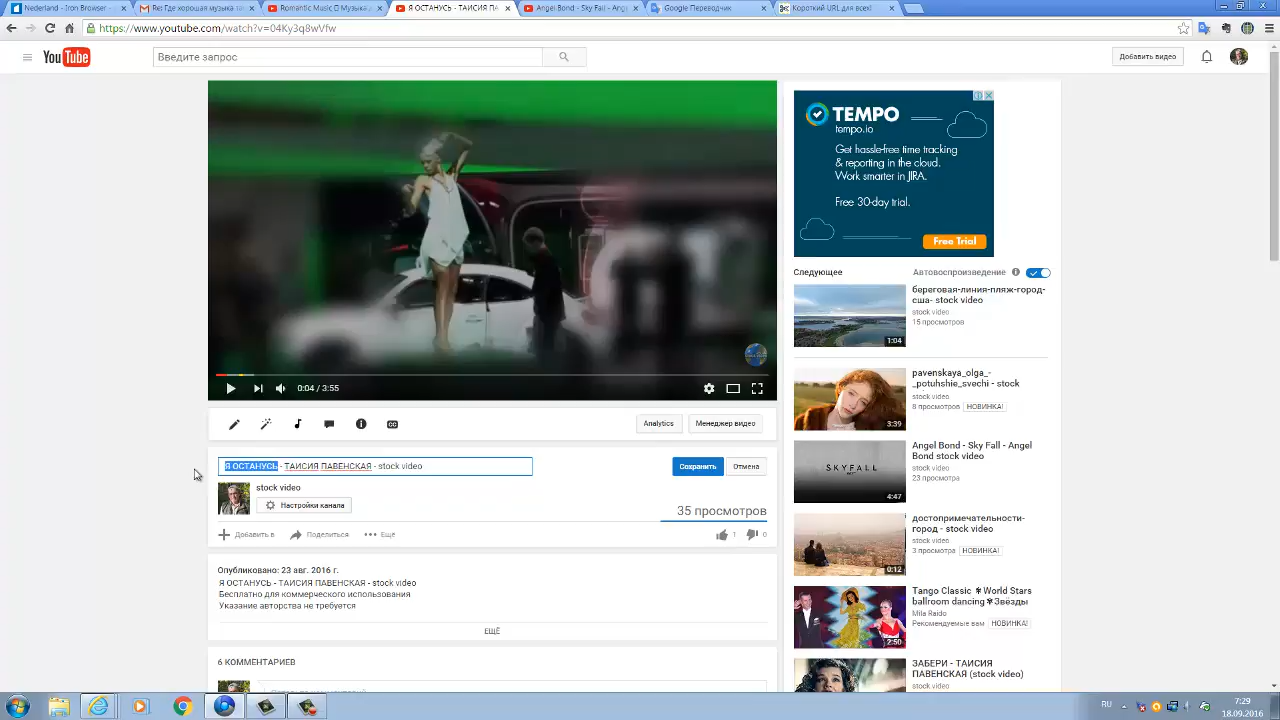 Nederland - Iron Browser -
Re:Где хорошая музыка
Romantic Music.
Я ОСТАНУСЬ - ТАИСИЯ ПА
Angel Bond - Sky Fall - Ang
Google Переводчик
Короткий URL для всех!
https://www.youtube.com/watch?v=04Ky3q8wVfw
YouTube
Введите запрос
Добавить видео
TEMPO
tempo.io
Get hassle-free time tracking
& reporting in the cloud.
Work smarter in JIRA.
Free 30-day trial.
Free Trial
Следующее
Автовоспроизведение
береговая-линия-пляж-город-
сша- stock video
stock video
15 просмотров
1:04
pavenskaya_olga_-
_potuhshie_svechi - stock
stock video
8 просмотров НОВИНКА!
3:39
Angel Bond - Sky Fall - Angel
Bond stock video
stock video
23 просмотра
SKYFALL
4:47
достопримечательности-
город - stock video
stock video
3 просмотра НОВИНКА!
0:12
Tango Classic ✾World Stars
ballroom dancing ✾Звёзды
Mila Raido
Рекомендуемые вам НОВИНКА!
2:50
ЗАБЕРИ - ТАИСИЯ
ПАВЕНСКАЯ (stock video)
stock video
0:04 / 3:55
Analytics
Менеджер видео
Я ОСТАНУСЬ - ТАИСИЯ ПАВЕНСКАЯ - stock video
Сохранить
Отмена
stock video
Настройки канала
35 просмотров
Добавить в
Поделиться
Ещё
1
0
Опубликовано: 23 авг. 2016 г.
Я ОСТАНУСЬ - ТАИСИЯ ПАВЕНСКАЯ - stock video
Бесплатно для коммерческого использования
Указание авторства не требуется
ЕЩЁ
6 КОММЕНТАРИЕВ
RU
7:29
18.09.2016